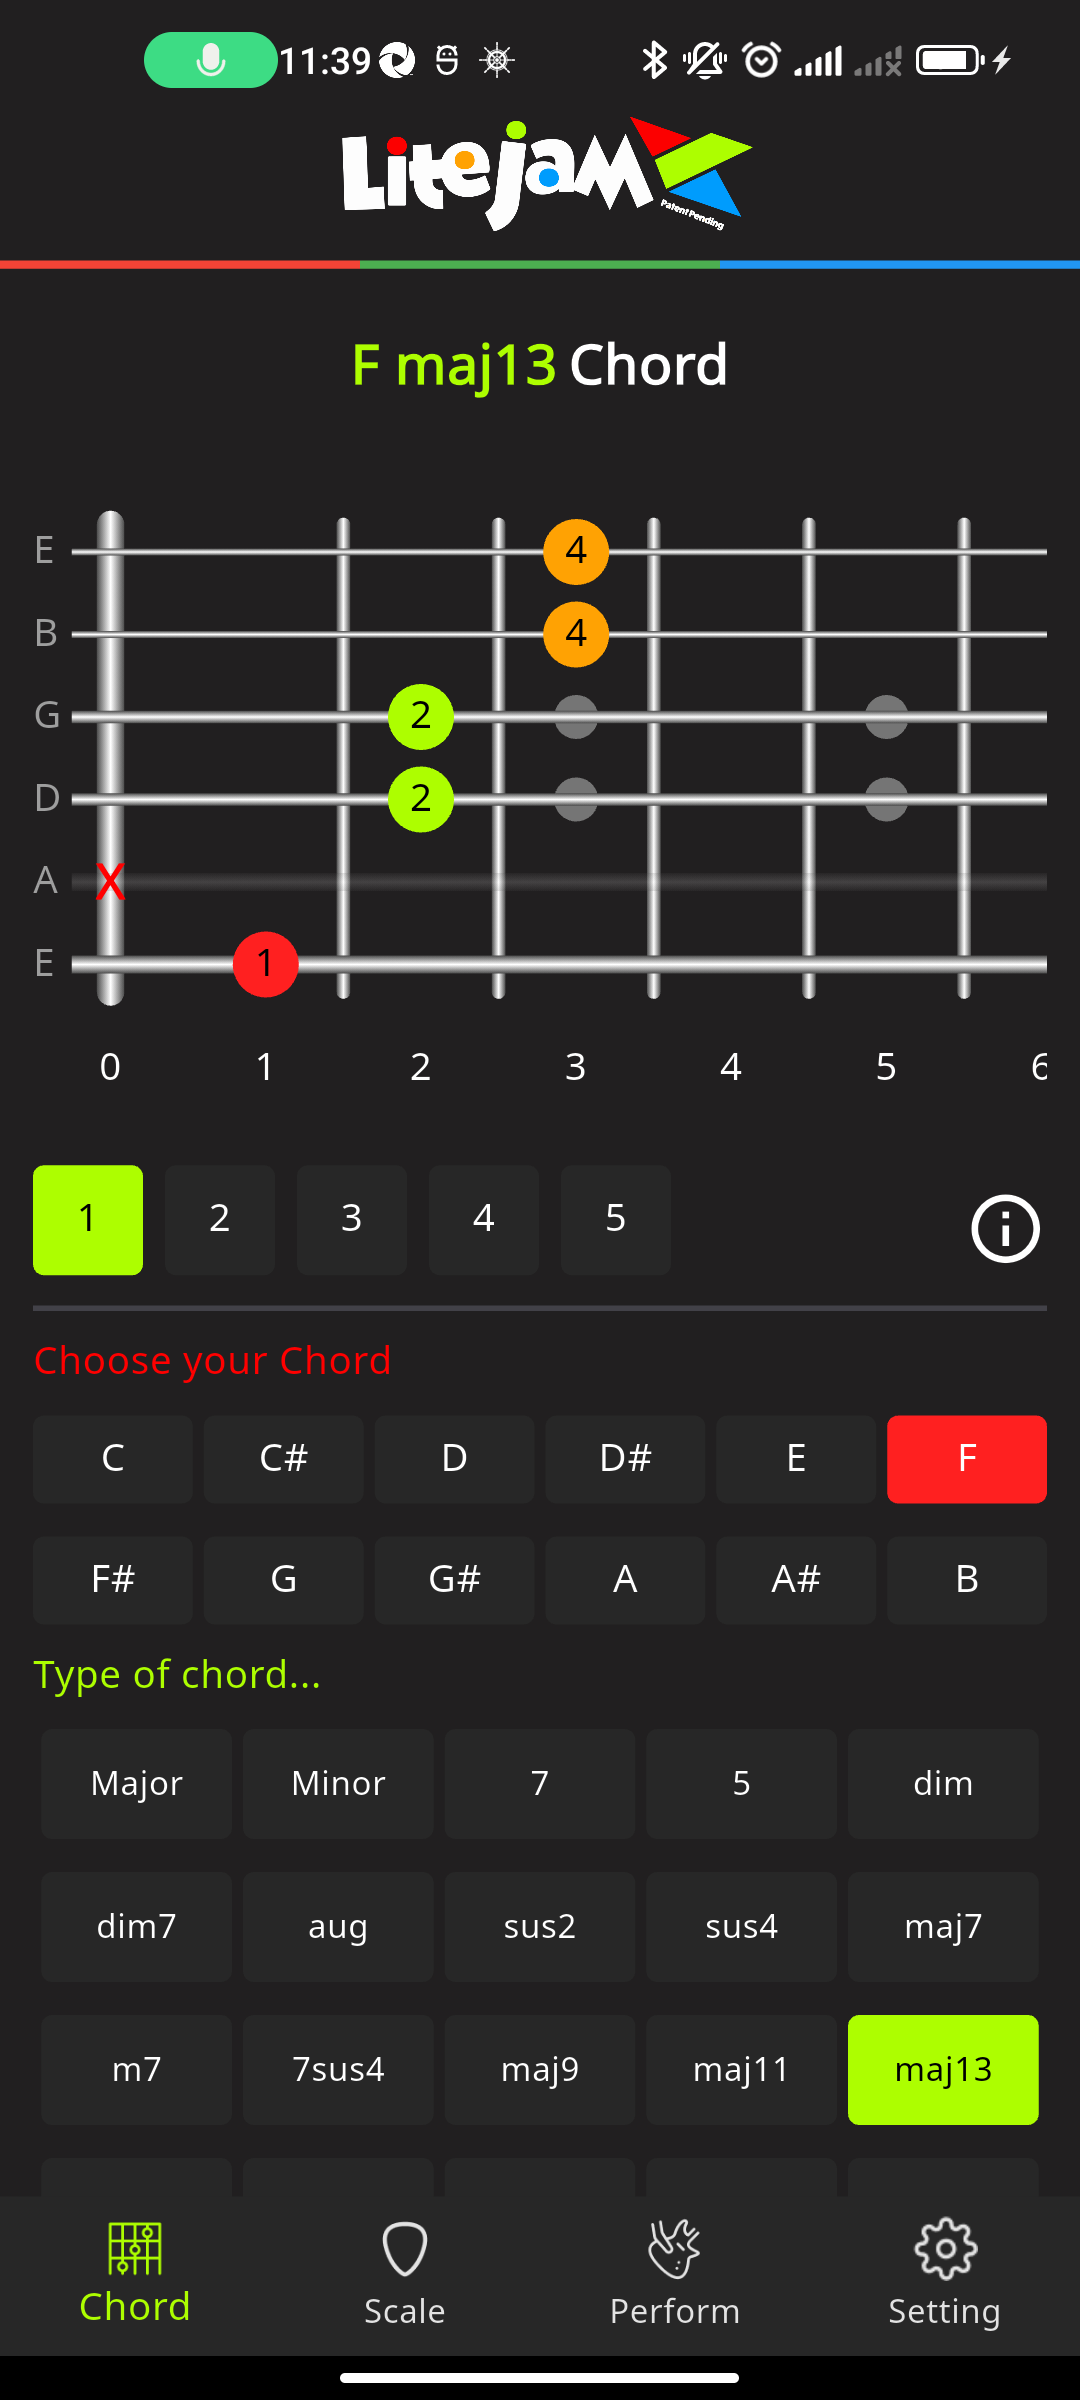 11:39
LiteJam
Patent Pending
F maj13 Chord
E 4
B 4
G 2
D 2
A X
E 1
0 1 2 3 4 5 6
1 2 3 4 5
Choose your Chord
C C# D D# E F
F# G G# A A# B
Type of chord...
Major Minor 7 5 dim
dim7 aug sus2 sus4 maj7
m7 7sus4 maj9 maj11 maj13
Chord Scale Perform Setting